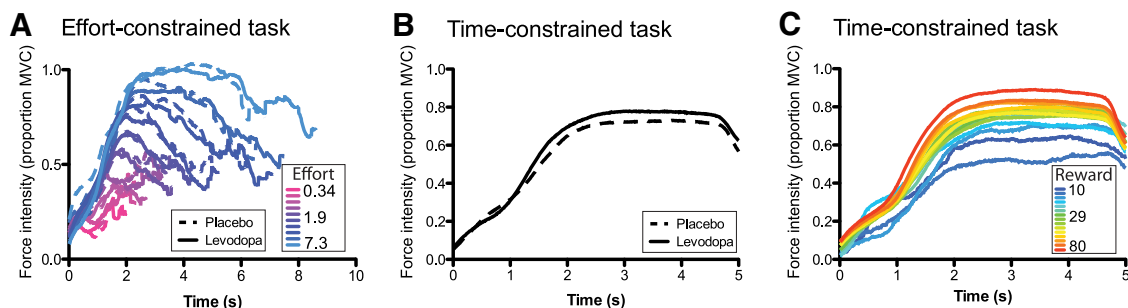 A Effort-constrained task
Force intensity (proportion MVC)
1.0
0.5
0.0
0 2 4 6 8 10
Time (s)
Placebo
Levodopa
Effort
0.34
1.9
7.3
B Time-constrained task
Force intensity (proportion MVC)
1.0
0.8
0.6
0.4
0.2
0.0
0 1 2 3 4 5
Time (s)
Placebo
Levodopa
C Time-constrained task
Force intensity (proportion MVC)
1.0
0.8
0.6
0.4
0.2
0.0
0 1 2 3 4 5
Time (s)
Reward
10
29
80